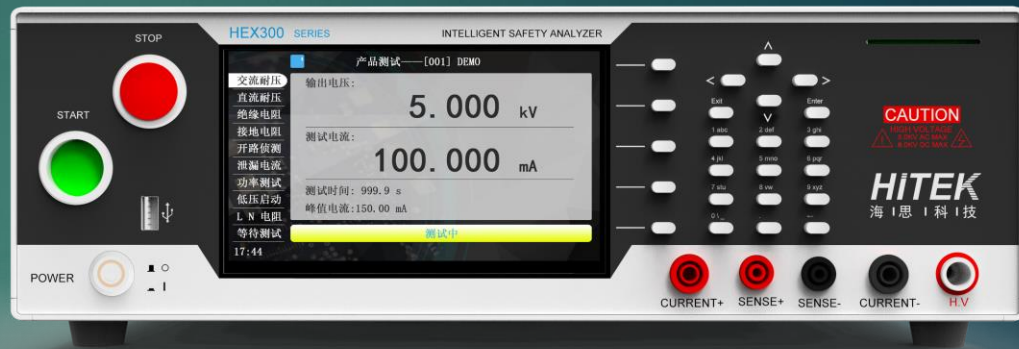 HEX300 SERIES INTELLIGENT SAFETY ANALYZER
STOP
START
POWER
产品测试——[001] DEMO
交流耐压
直流耐压
绝缘电阻
接地电阻
开路侦测
泄漏电流
功率测试
低压启动
L N 电阻
等待测试
17:44
输出电压:
5.000 kV
测试电流:
100.000 mA
测试时间: 999.9 s
峰值电流:150.00 mA
测试中
< >
Exit Enter
1 abc 2 def 3 ghi
4 jkl 5 mno 6 pqr
7 stu 8 vw 9 xyz
CAUTION
HIGH VOLTAGE
HiTEK
海思科技
CURRENT+ SENSE+ SENSE- CURRENT- H.V